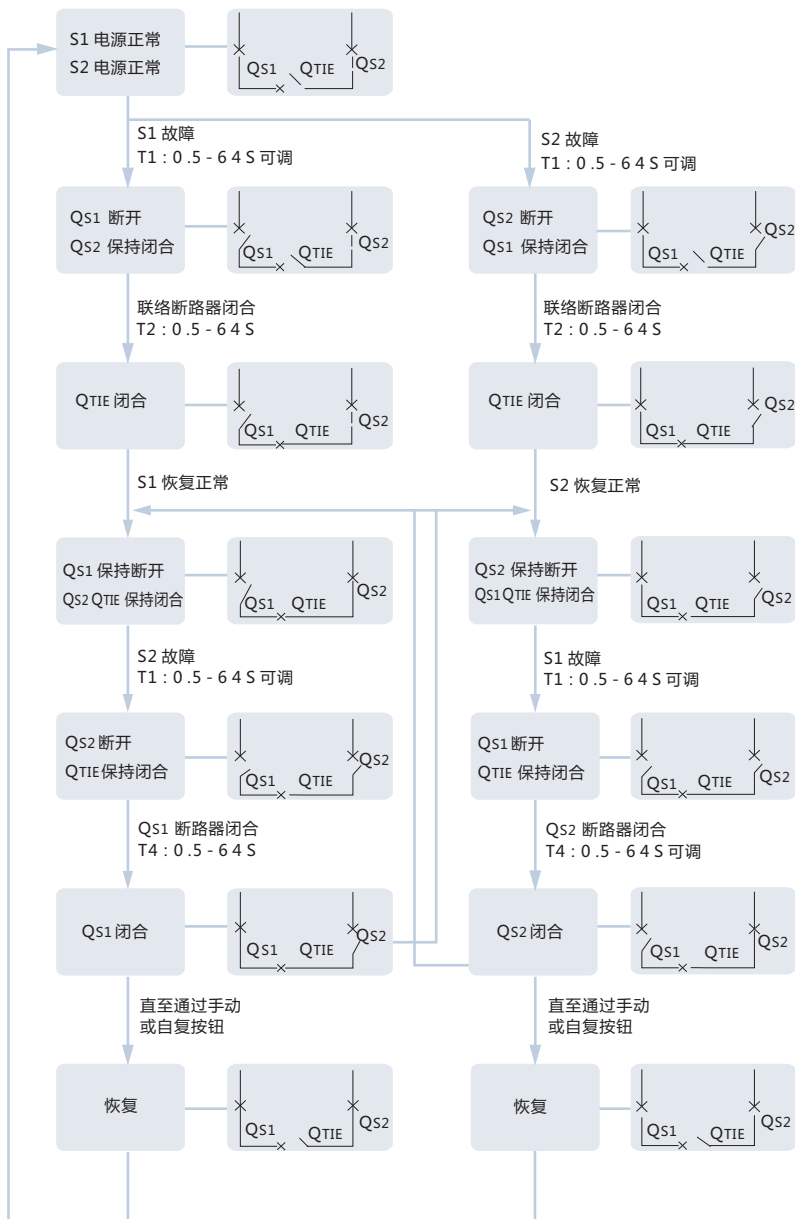 S1 电源正常
S2 电源正常
QS1
QTIE
QS2
S1 故障
T1 : 0.5 - 64S 可调
S2 故障
T1 : 0.5 - 64S 可调
QS1 断开
QS2 保持闭合
QS1
QTIE
QS2
QS2 断开
QS1 保持闭合
QS1
QTIE
QS2
联络断路器闭合
T2 : 0.5 - 64S
联络断路器闭合
T2 : 0.5 - 64S
QTIE 闭合
QS1
QTIE
QS2
QTIE 闭合
QS1
QTIE
QS2
S1 恢复正常
S2 恢复正常
QS1 保持断开
QS2 QTIE 保持闭合
QS1
QTIE
QS2
QS2 保持断开
QS1 QTIE 保持闭合
QS1
QTIE
QS2
S2 故障
T1 : 0.5 - 64S 可调
S1 故障
T1 : 0.5 - 64S 可调
QS2 断开
QTIE 保持闭合
QS1
QTIE
QS2
QS1 断开
QTIE 保持闭合
QS1
QTIE
QS2
QS1 断路器闭合
T4 : 0.5 - 64S
QS2 断路器闭合
T4 : 0.5 - 64S 可调
QS1 闭合
QS1
QTIE
QS2
QS2 闭合
QS1
QTIE
QS2
直至通过手动
或自复按钮
直至通过手动
或自复按钮
恢复
QS1
QTIE
QS2
恢复
QS1
QTIE
QS2